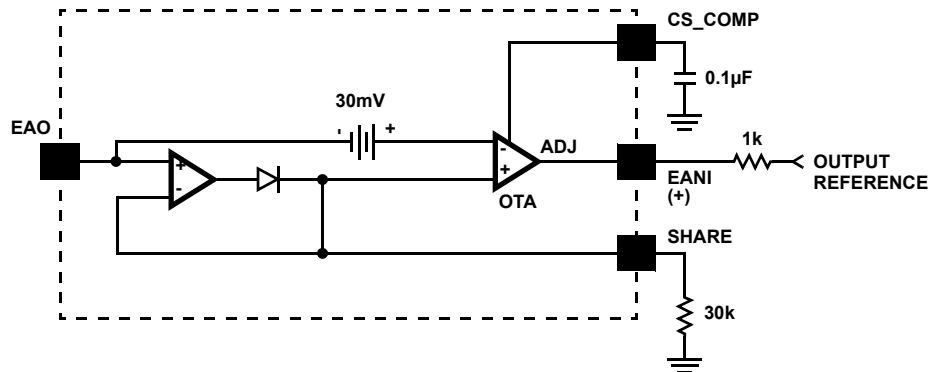 CS_COMP
0.1µF
30mV
- +
EAO
ADJ
1k
OUTPUT
REFERENCE
EANI
(+)
+
-
-
+
OTA
SHARE
30k